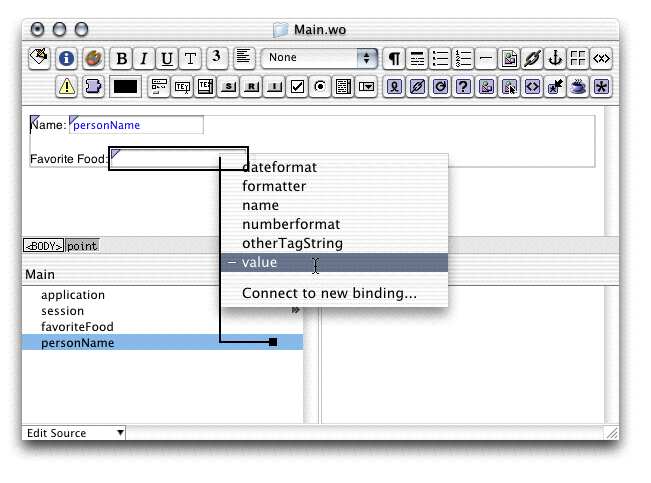 Main.wo
B I U T 3 None
TEXT S R I
?
Name: personName
Favorite Food:
dateformat
formatter
name
numberformat
otherTagString
– value
Connect to new binding...
<BODY> point
Main
application
session
favoriteFood
personName
Edit Source